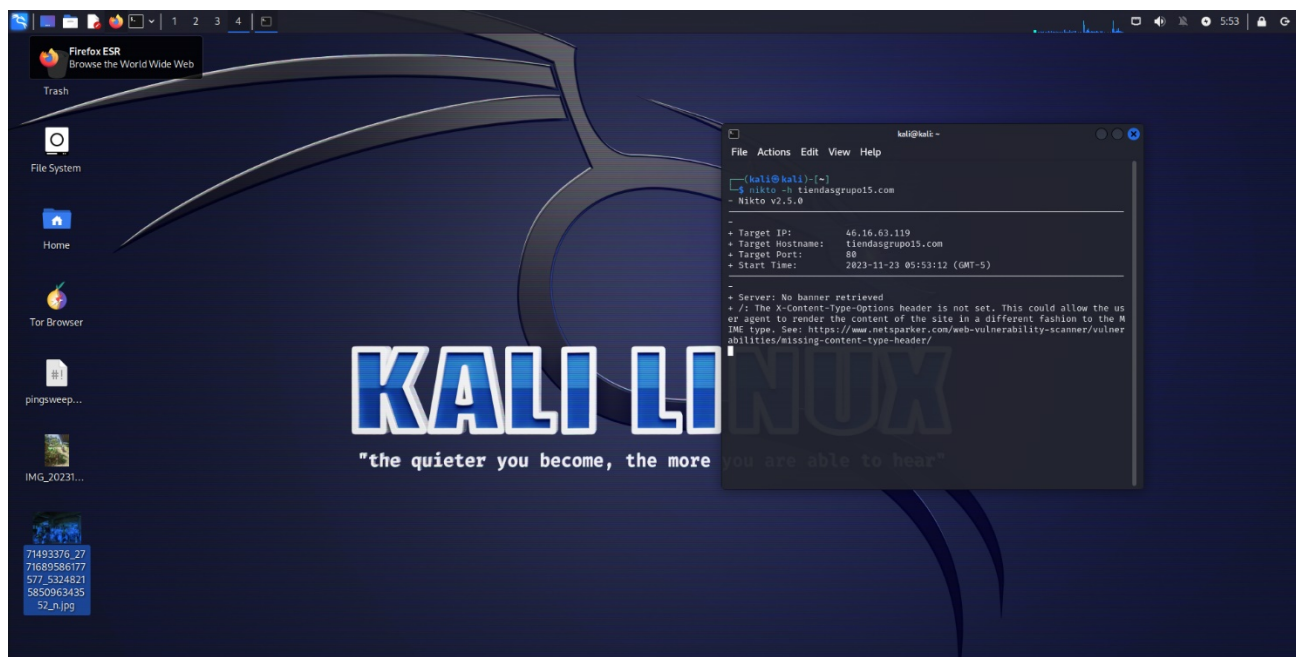 1 2 3 4
5:53
Firefox ESR
Browse the World Wide Web
Trash
File System
Home
Tor Browser
#!
pingsweep...
IMG_20231...
71493376_27
71689586177
577_5324821
5850963435
52_n.jpg
KALI LINUX
"the quieter you become, the more you are able to hear"
kali@kali: ~
File Actions Edit View Help
┌──(kali㉿kali)-[~]
└─$ nikto -h tiendasgrupo15.com
- Nikto v2.5.0
-
+ Target IP: 46.16.63.119
+ Target Hostname: tiendasgrupo15.com
+ Target Port: 80
+ Start Time: 2023-11-23 05:53:12 (GMT-5)
-
+ Server: No banner retrieved
+ /: The X-Content-Type-Options header is not set. This could allow the us
er agent to render the content of the site in a different fashion to the M
IME type. See: https://www.netsparker.com/web-vulnerability-scanner/vulner
abilities/missing-content-type-header/